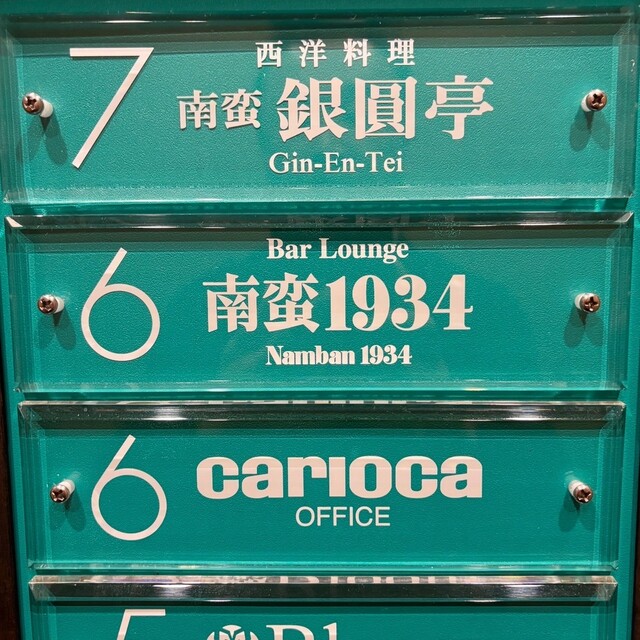 7
西洋料理
南蛮 銀圓亭
Gin-En-Tei
6
Bar Lounge
南蛮1934
Namban 1934
6
carioca
OFFICE